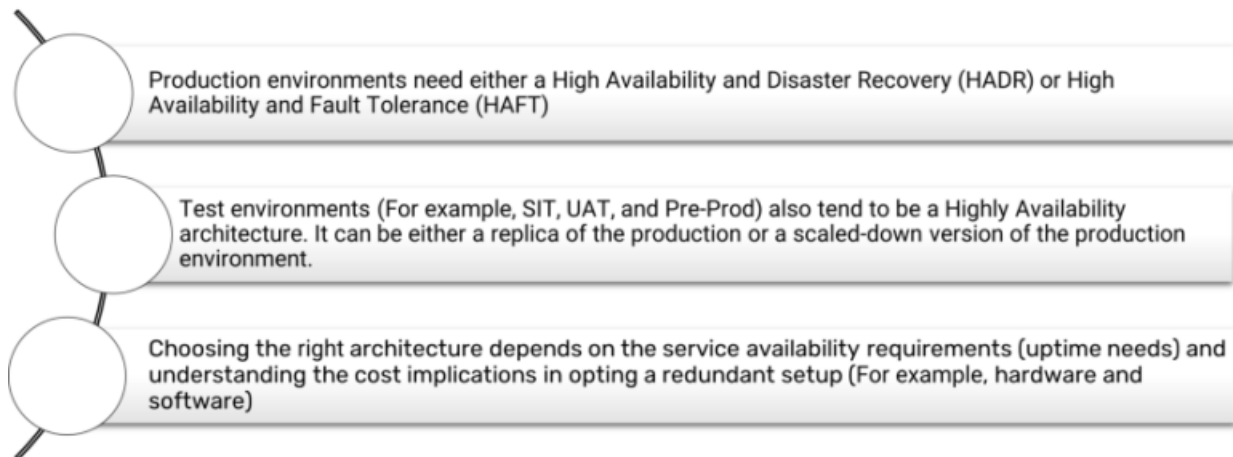 Production environments need either a High Availability and Disaster Recovery (HADR) or High
Availability and Fault Tolerance (HAFT)
Test environments (For example, SIT, UAT, and Pre-Prod) also tend to be a Highly Availability
architecture. It can be either a replica of the production or a scaled-down version of the production
environment.
Choosing the right architecture depends on the service availability requirements (uptime needs) and
understanding the cost implications in opting a redundant setup (For example, hardware and
software)